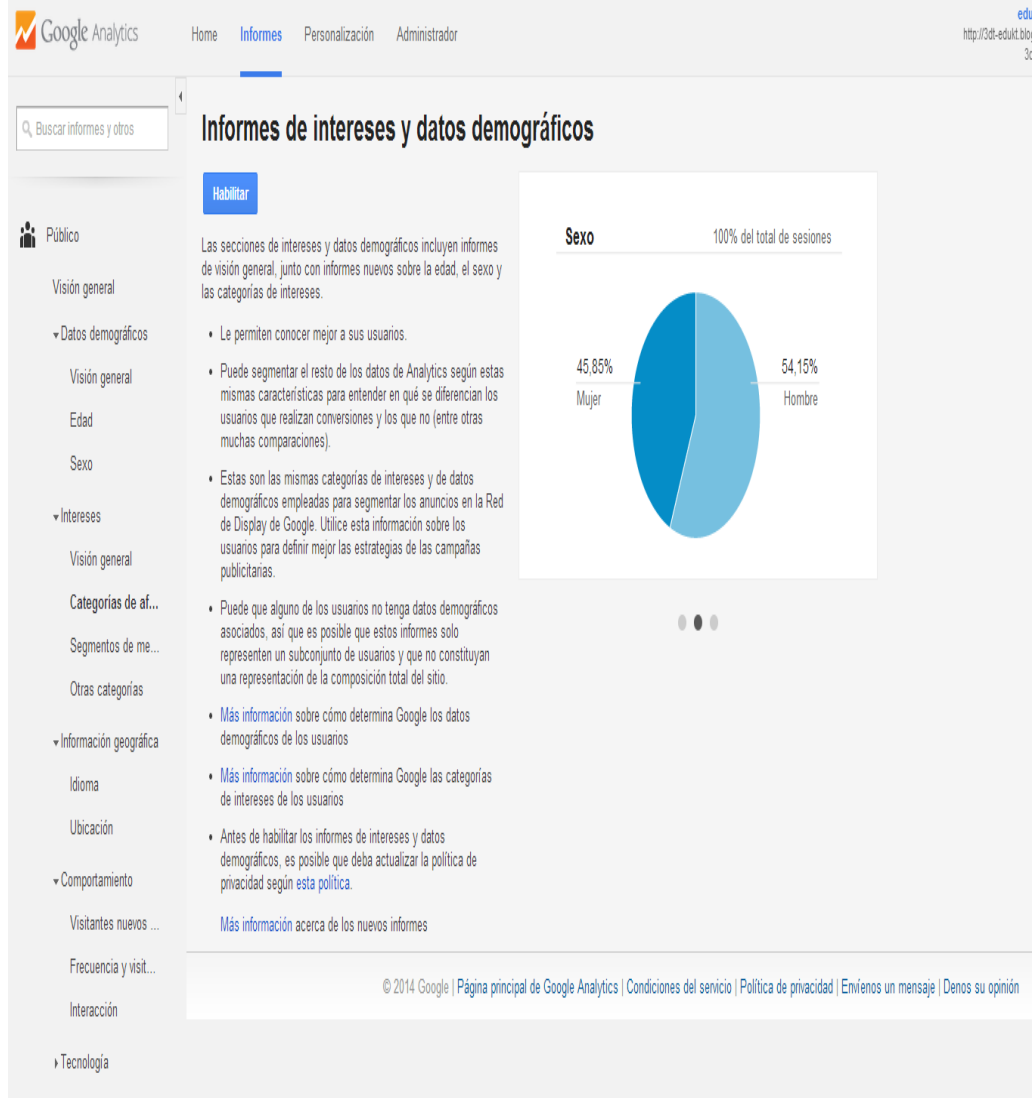 Google Analytics
Home Informes Personalización Administrador
edu
http://3dt-edukt.blog
3d
Buscar informes y otros
Público
Visión general
Datos demográficos
Visión general
Edad
Sexo
Intereses
Visión general
Categorías de af...
Segmentos de me...
Otras categorías
Información geográfica
Idioma
Ubicación
Comportamiento
Visitantes nuevos ...
Frecuencia y visit...
Interacción
Tecnología
Informes de intereses y datos demográficos
Habilitar
Las secciones de intereses y datos demográficos incluyen informes
de visión general, junto con informes nuevos sobre la edad, el sexo y
las categorías de intereses.
• Le permiten conocer mejor a sus usuarios.
• Puede segmentar el resto de los datos de Analytics según estas
mismas características para entender en qué se diferencian los
usuarios que realizan conversiones y los que no (entre otras
muchas comparaciones).
• Estas son las mismas categorías de intereses y de datos
demográficos empleadas para segmentar los anuncios en la Red
de Display de Google. Utilice esta información sobre los
usuarios para definir mejor las estrategias de las campañas
publicitarias.
• Puede que alguno de los usuarios no tenga datos demográficos
asociados, así que es posible que estos informes solo
representen un subconjunto de usuarios y que no constituyan
una representación de la composición total del sitio.
• Más información sobre cómo determina Google los datos
demográficos de los usuarios
• Más información sobre cómo determina Google las categorías
de intereses de los usuarios
• Antes de habilitar los informes de intereses y datos
demográficos, es posible que deba actualizar la política de
privacidad según esta política.
Más información acerca de los nuevos informes
Sexo 100% del total de sesiones
45,85%
Mujer
54,15%
Hombre
© 2014 Google | Página principal de Google Analytics | Condiciones del servicio | Política de privacidad | Envíenos un mensaje | Denos su opinión